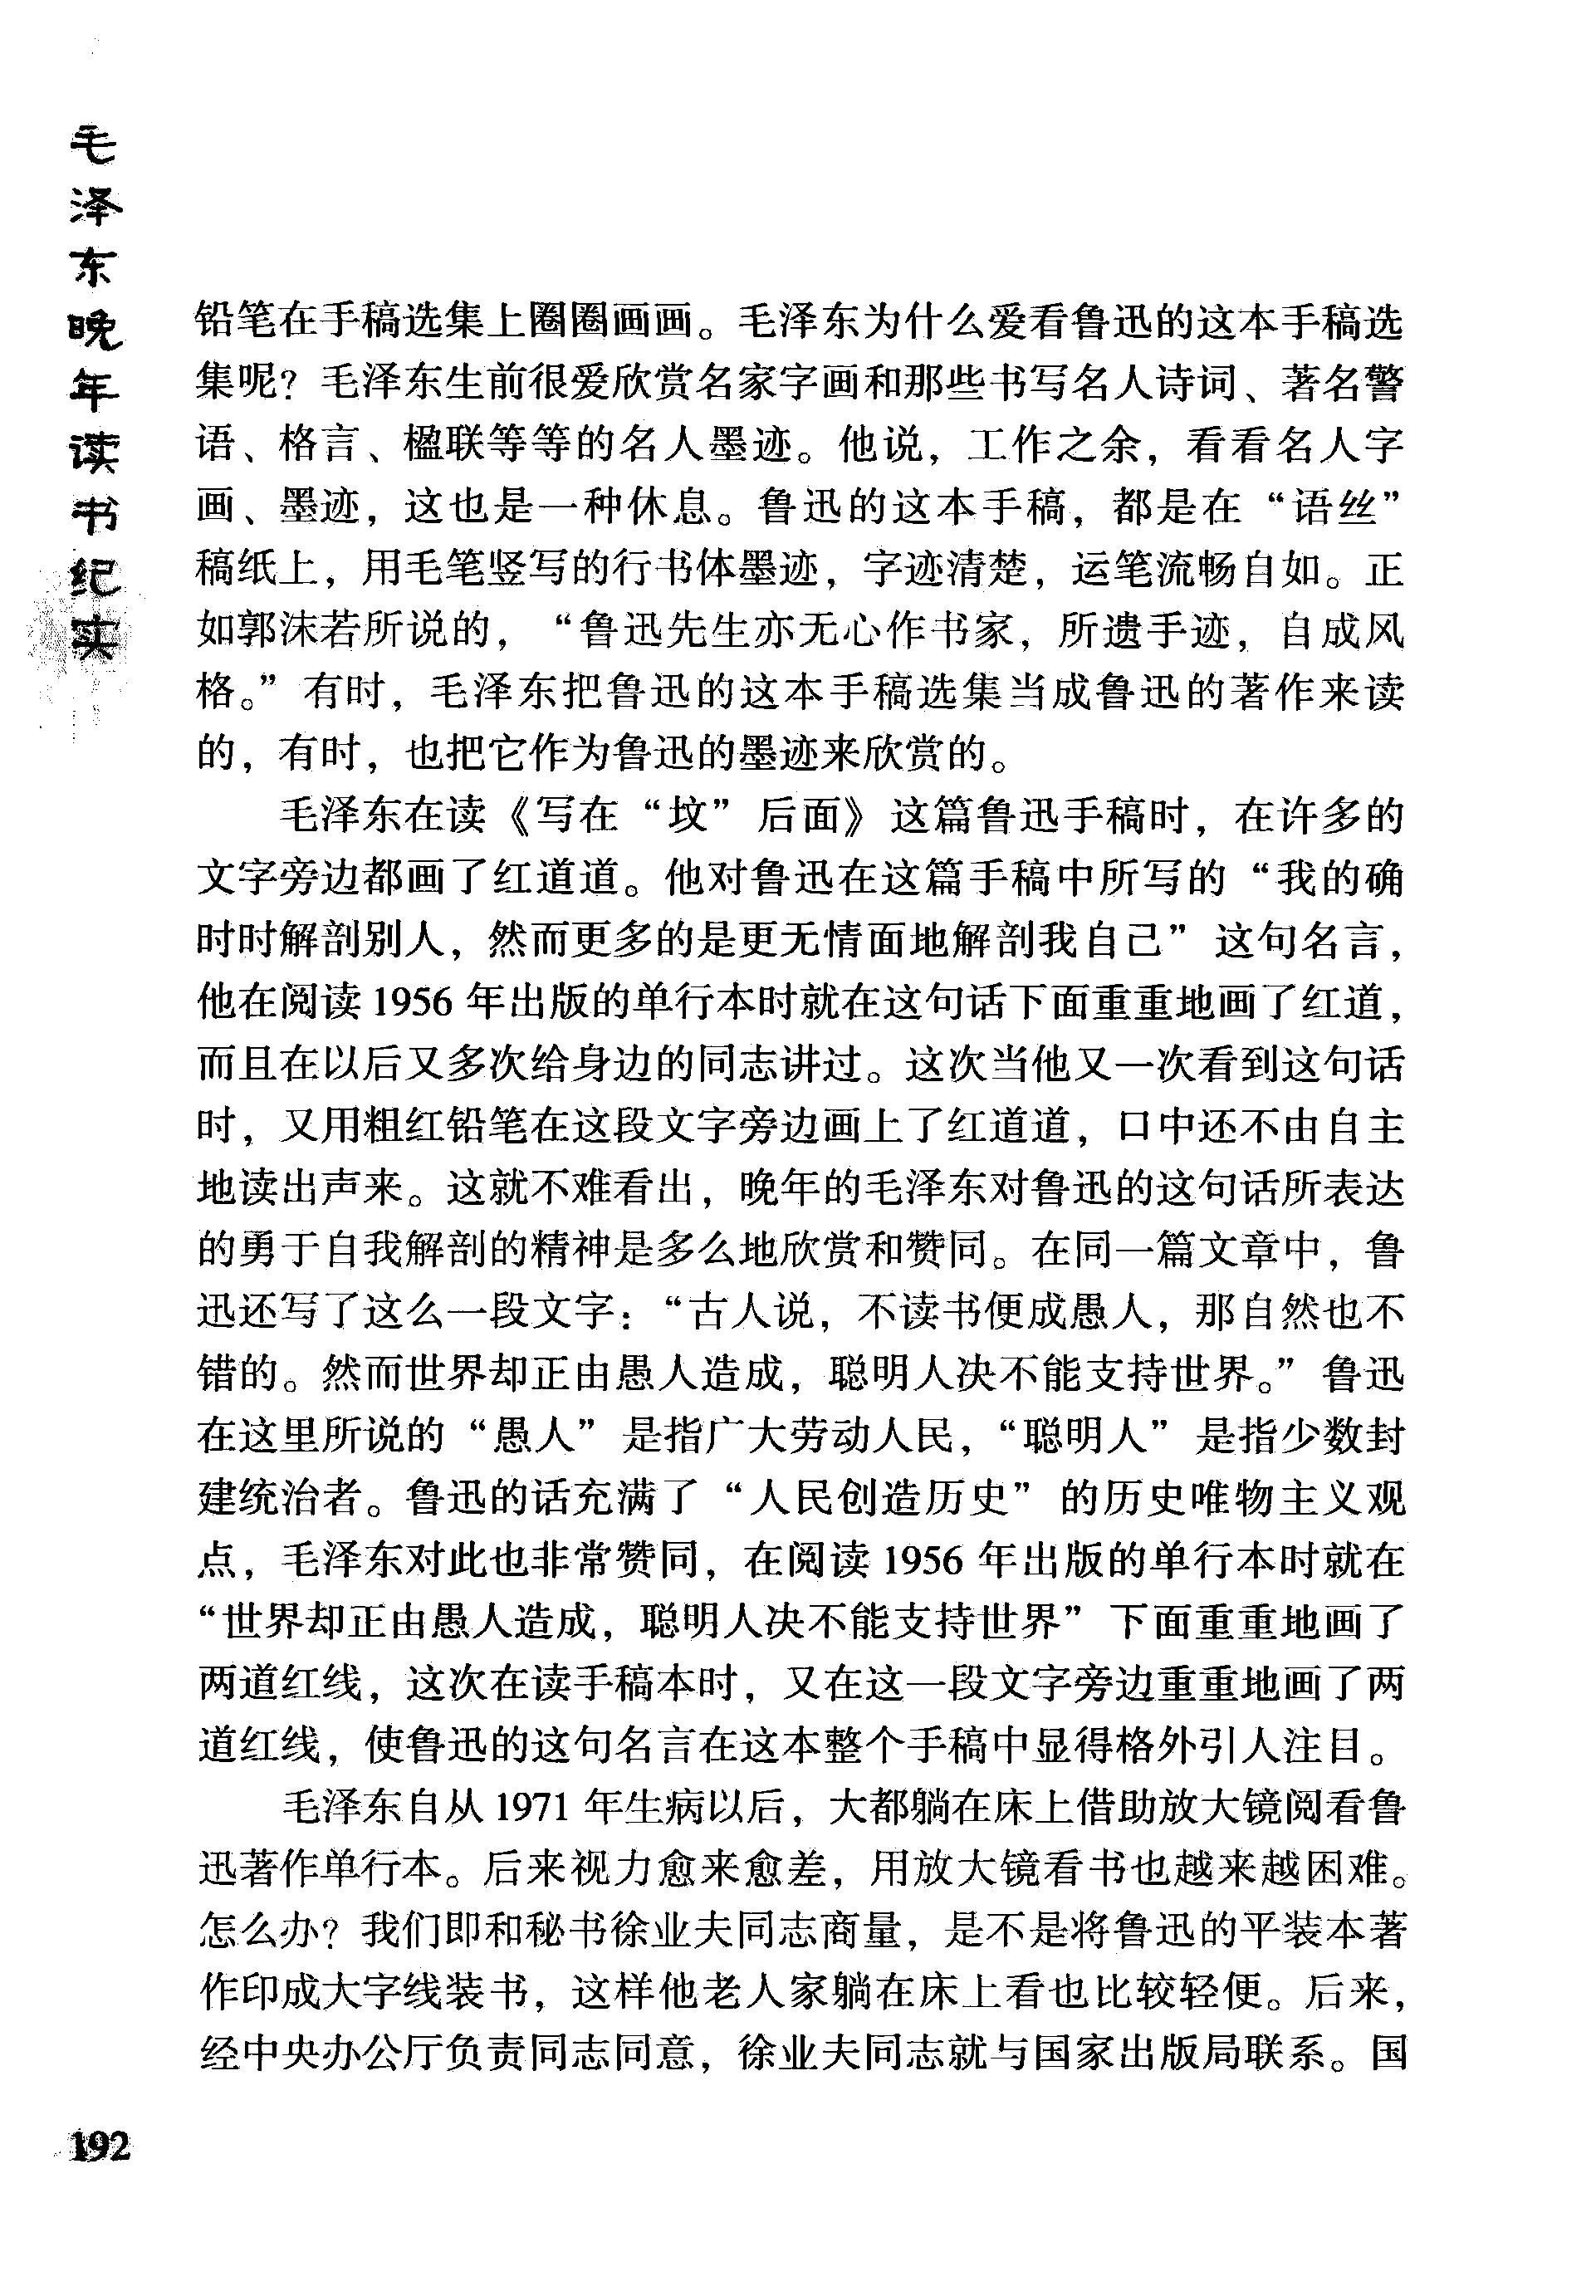 毛泽东晚年读书纪实
铅笔在手稿选集上圈圈画画。毛泽东为什么爱看鲁迅的这本手稿选
集呢？毛泽东生前很爱欣赏名家字画和那些书写名人诗词、著名警
语、格言、楹联等等的名人墨迹。他说，工作之余，看看名人字
画、墨迹，这也是一种休息。鲁迅的这本手稿，都是在“语丝”
稿纸上，用毛笔竖写的行书体墨迹，字迹清楚，运笔流畅自如。正
如郭沫若所说的，“鲁迅先生亦无心作书家，所遗手迹，自成风
格。”有时，毛泽东把鲁迅的这本手稿选集当成鲁迅的著作来读
的，有时，也把它作为鲁迅的墨迹来欣赏的。
毛泽东在读《写在“坟”后面》这篇鲁迅手稿时，在许多的
文字旁边都画了红道道。他对鲁迅在这篇手稿中所写的“我的确
时时解剖别人，然而更多的是更无情面地解剖我自己”这句名言，
他在阅读1956年出版的单行本时就在这句话下面重重地画了红道，
而且在以后又多次给身边的同志讲过。这次当他又一次看到这句话
时，又用粗红铅笔在这段文字旁边画上了红道道，口中还不由自主
地读出声来。这就不难看出，晚年的毛泽东对鲁迅的这句话所表达
的勇于自我解剖的精神是多么地欣赏和赞同。在同一篇文章中，鲁
迅还写了这么一段文字：“古人说，不读书便成愚人，那自然也不
错的。然而世界却正由愚人造成，聪明人决不能支持世界。”鲁迅
在这里所说的“愚人”是指广大劳动人民，“聪明人”是指少数封
建统治者。鲁迅的话充满了“人民创造历史”的历史唯物主义观
点，毛泽东对此也非常赞同，在阅读1956年出版的单行本时就在
“世界却正由愚人造成，聪明人决不能支持世界”下面重重地画了
两道红线，这次在读手稿本时，又在这一段文字旁边重重地画了两
道红线，使鲁迅的这句名言在这本整个手稿中显得格外引人注目。
毛泽东自从1971年生病以后，大都躺在床上借助放大镜阅看鲁
迅著作单行本。后来视力愈来愈差，用放大镜看书也越来越困难。
怎么办？我们即和秘书徐业夫同志商量，是不是将鲁迅的平装本著
作印成大字线装书，这样他老人家躺在床上看也比较轻便。后来，
经中央办公厅负责同志同意，徐业夫同志就与国家出版局联系。国
192